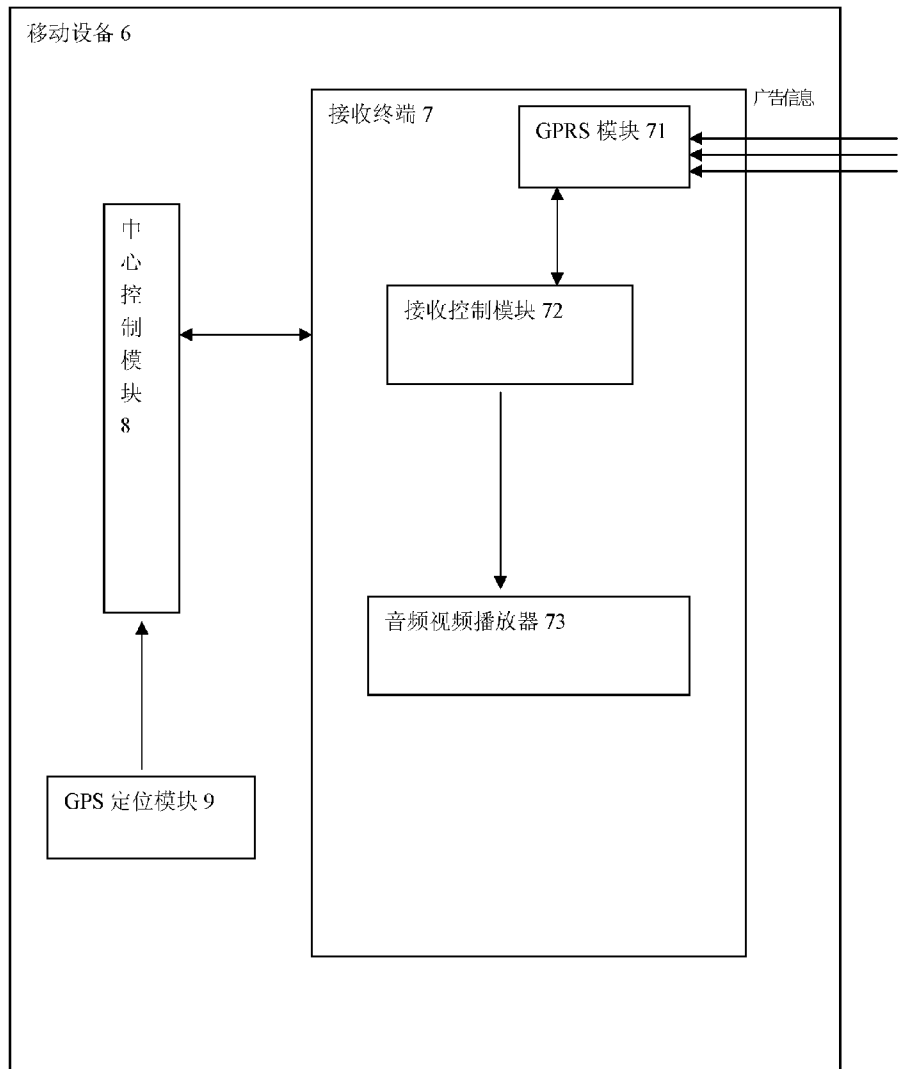 移动设备 6
广告信息
接收终端 7
GPRS 模块 71
中
心
控
制
模
块
8
接收控制模块 72
音频视频播放器 73
GPS 定位模块 9